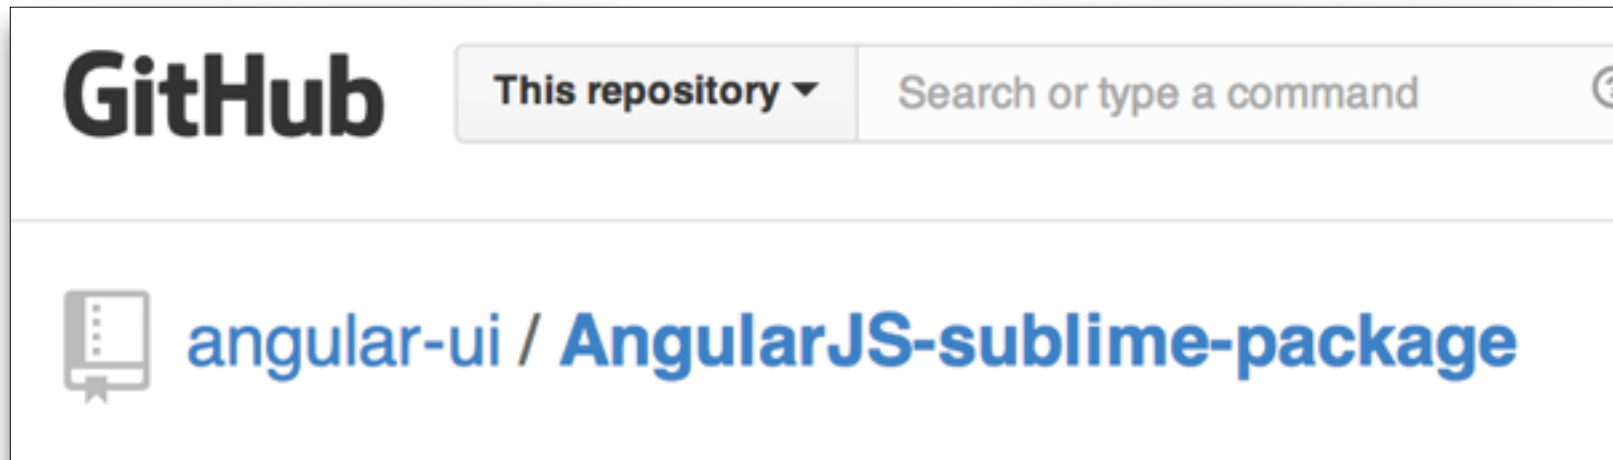 GitHub This repository Search or type a command
angular-ui / AngularJS-sublime-package